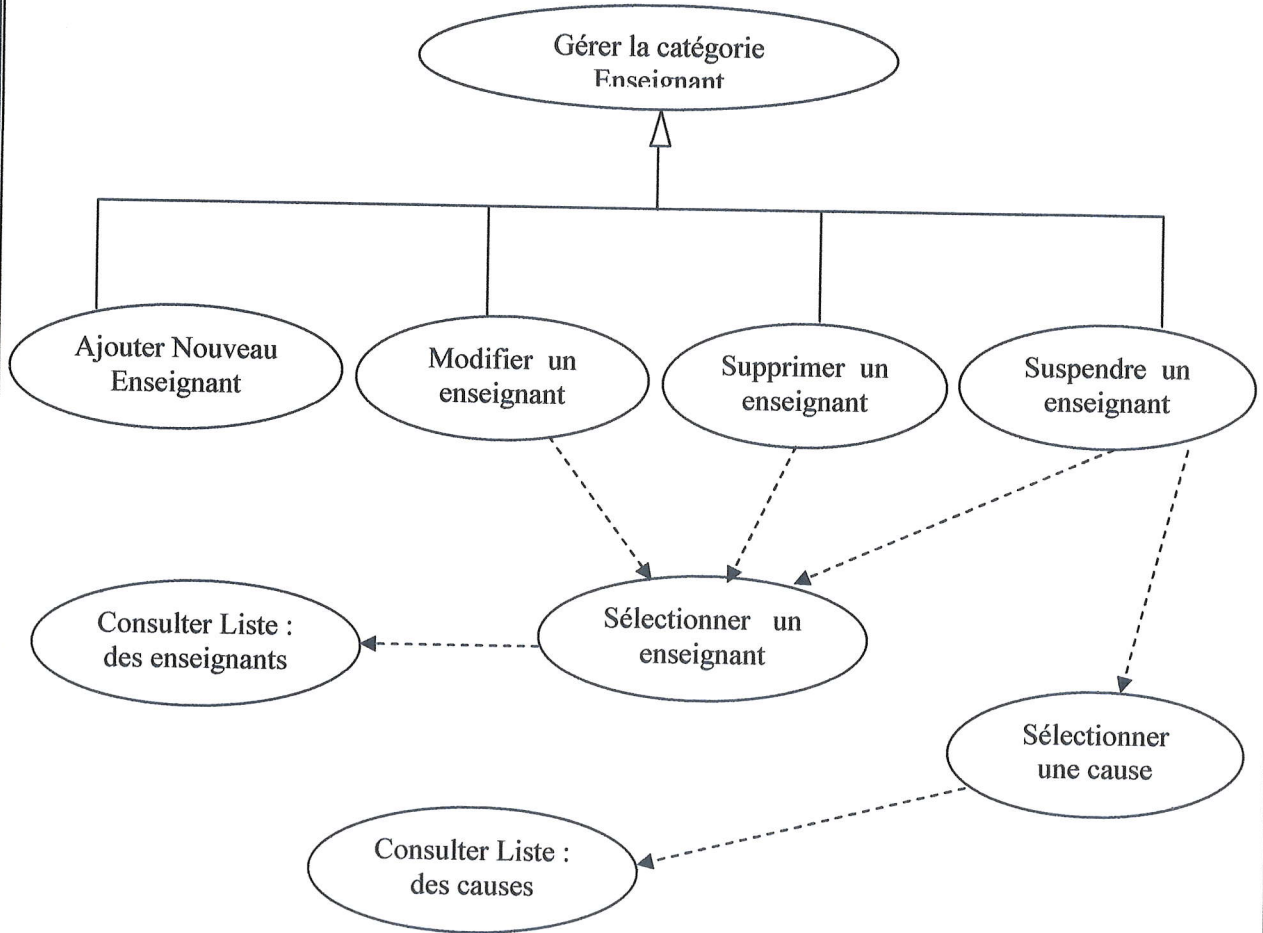 Gérer la catégorie
Enseignant
Ajouter Nouveau
Enseignant
Modifier un
enseignant
Supprimer un
enseignant
Suspendre un
enseignant
Consulter Liste :
des enseignants
Sélectionner un
enseignant
Sélectionner
une cause
Consulter Liste :
des causes